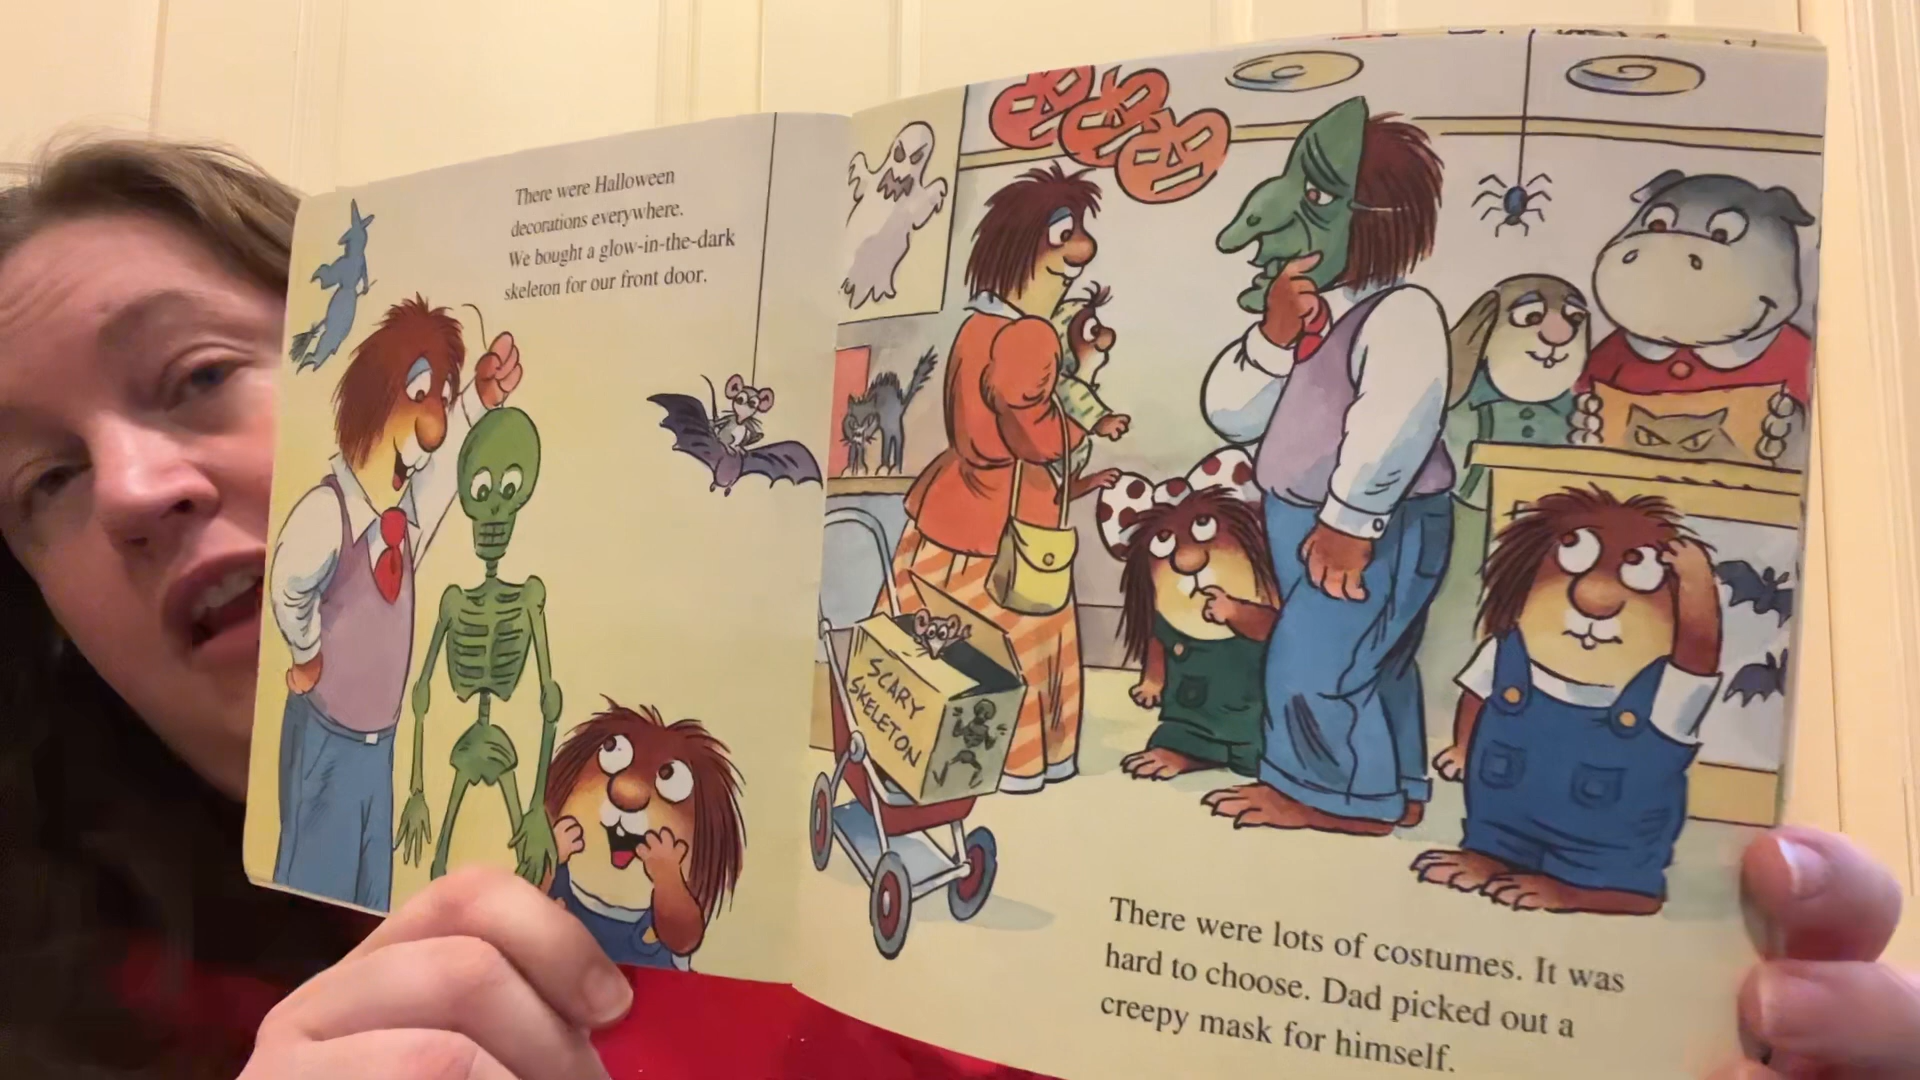 There were Halloween
decorations everywhere.
We bought a glow-in-the-dark
skeleton for our front door.
SCARY
SKELETON
There were lots of costumes. It was
hard to choose. Dad picked out a
creepy mask for himself.